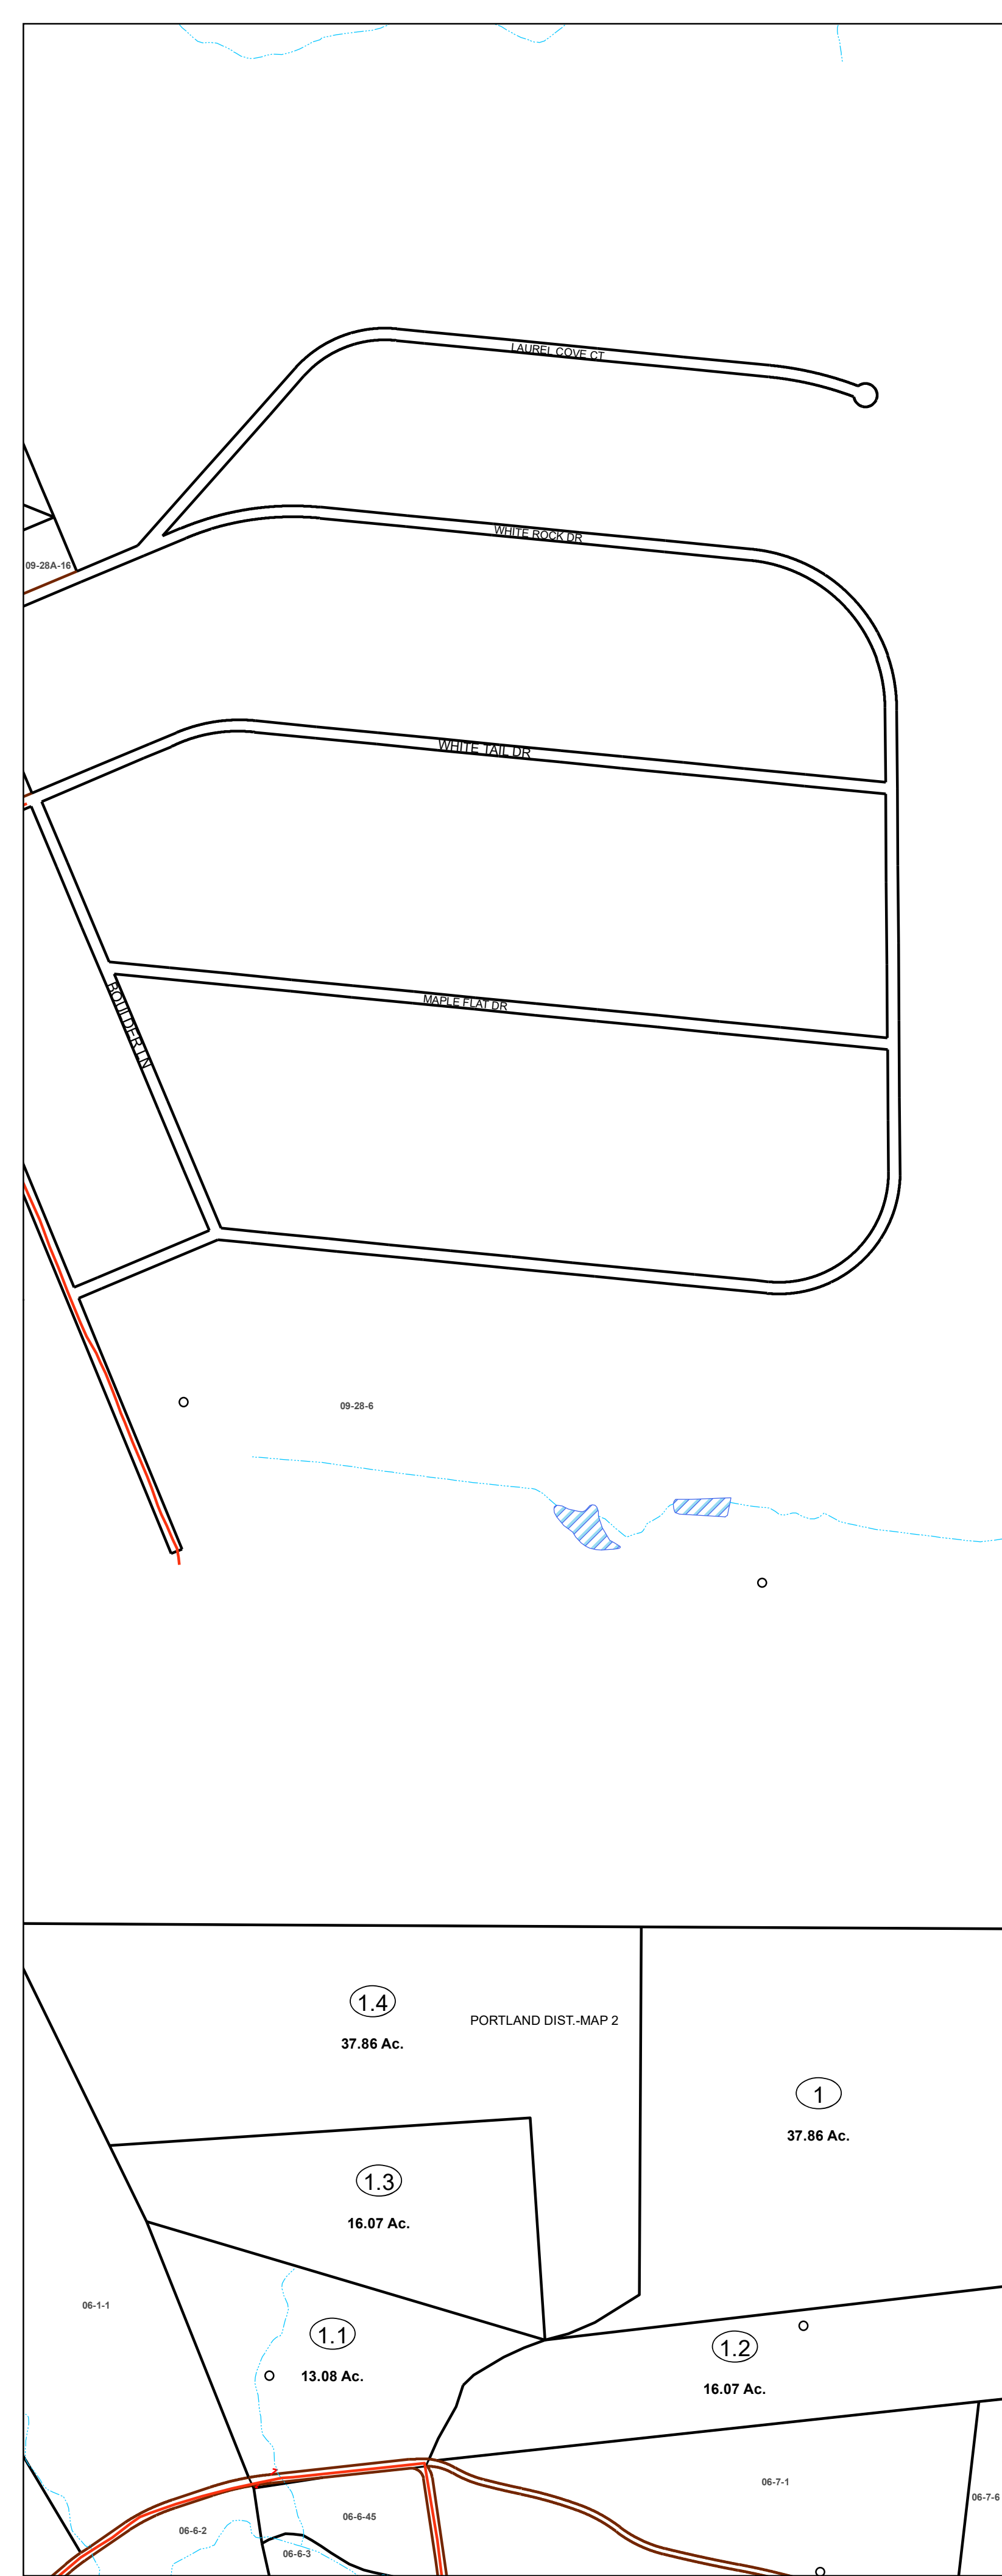 LAUREL COVE CT
WHITE ROCK DR
09-28A-16
WHITE TAIL DR
MAPLE FLAT DR
BOULDER LN
09-28-6
1.4
PORTLAND DIST.-MAP 2
37.86 Ac.
1
37.86 Ac.
1.3
16.07 Ac.
06-1-1
1.1
1.2
13.08 Ac.
16.07 Ac.
2
06-7-1
06-7-6
06-6-45
06-6-2
06-6-3